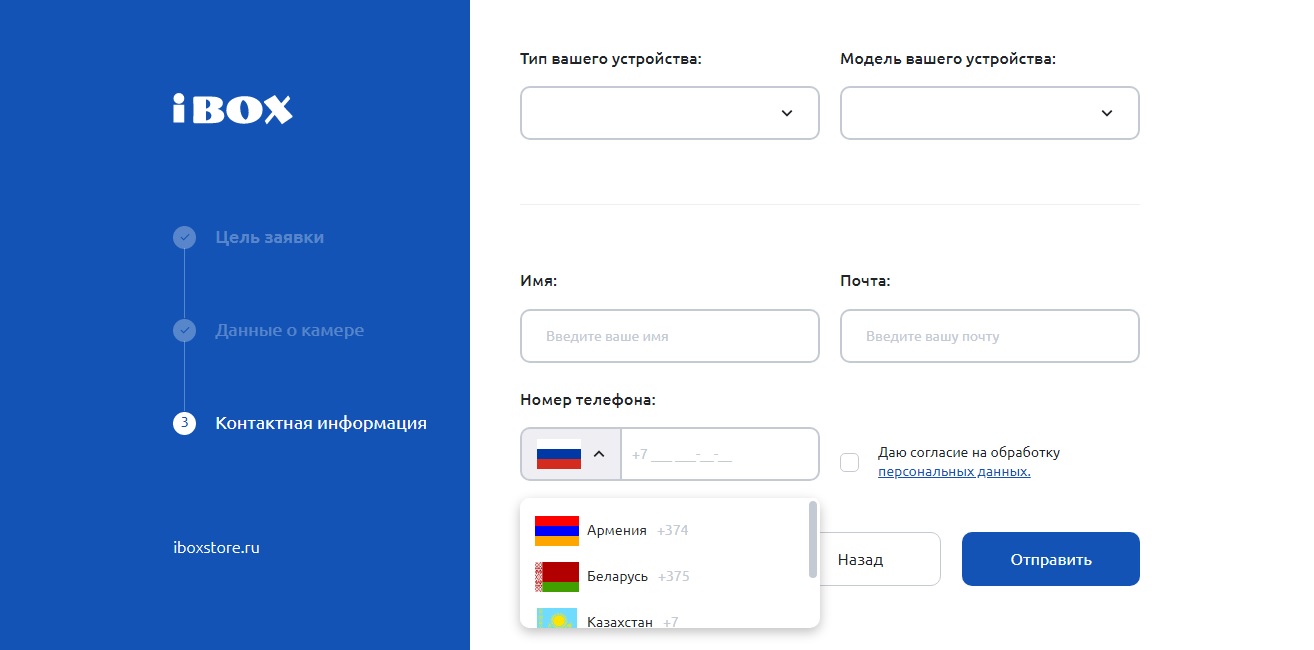 iBOX
Цель заявки
Данные о камере
3 Контактная информация
iboxstore.ru
Тип вашего устройства:
Модель вашего устройства:
Имя:
Почта:
Введите ваше имя
Введите вашу почту
Номер телефона:
+7 ___ ___-__-__
Даю согласие на обработку
персональных данных.
Армения +374
Беларусь +375
Казахстан +7
Назад
Отправить